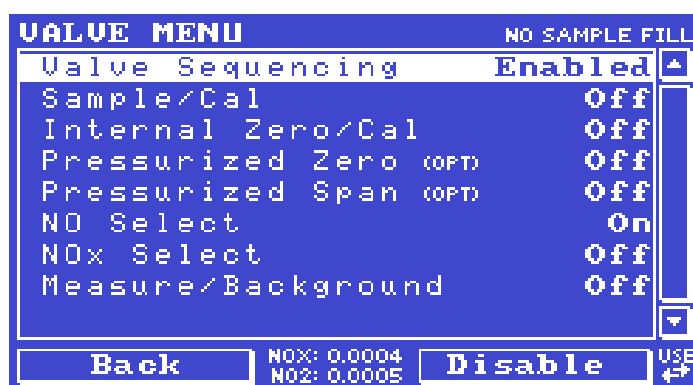 VALVE MENU NO SAMPLE FILL
Valve Sequencing Enabled
Sample/Cal Off
Internal Zero/Cal Off
Pressurized Zero (OPT) Off
Pressurized Span (OPT) Off
NO Select On
NOx Select Off
Measure/Background Off
Back NOX: 0.0004 Disable USE
NO2: 0.0005